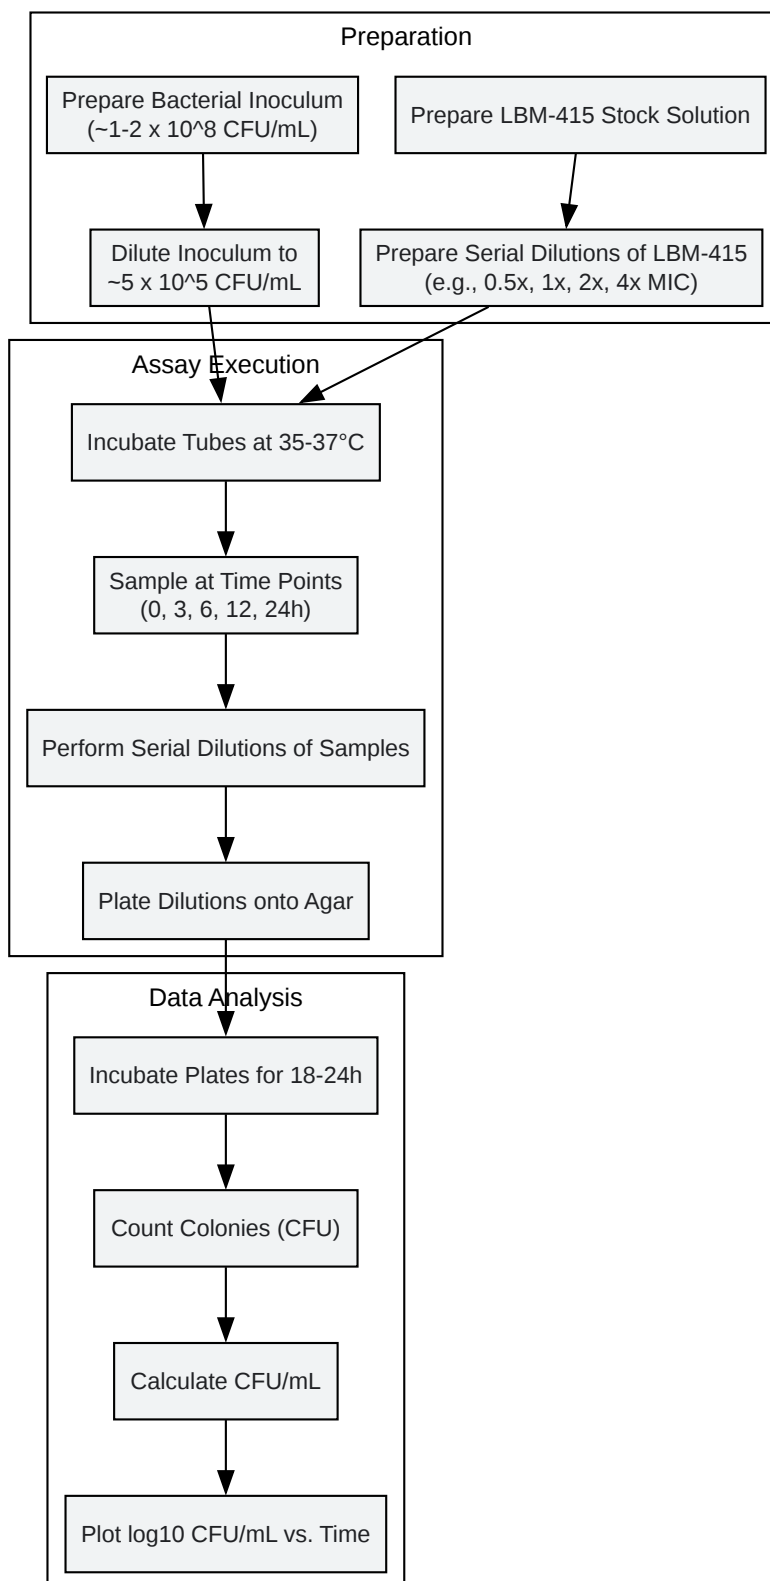 Preparation
Prepare Bacterial Inoculum
(~1-2 x 10^8 CFU/mL)
Prepare LBM-415 Stock Solution
Dilute Inoculum to
~5 x 10^5 CFU/mL
Prepare Serial Dilutions of LBM-415
(e.g., 0.5x, 1x, 2x, 4x MIC)
Assay Execution
Incubate Tubes at 35-37°C
Sample at Time Points
(0, 3, 6, 12, 24h)
Perform Serial Dilutions of Samples
Plate Dilutions onto Agar
Data Analysis
Incubate Plates for 18-24h
Count Colonies (CFU)
Calculate CFU/mL
Plot log10 CFU/mL vs. Time